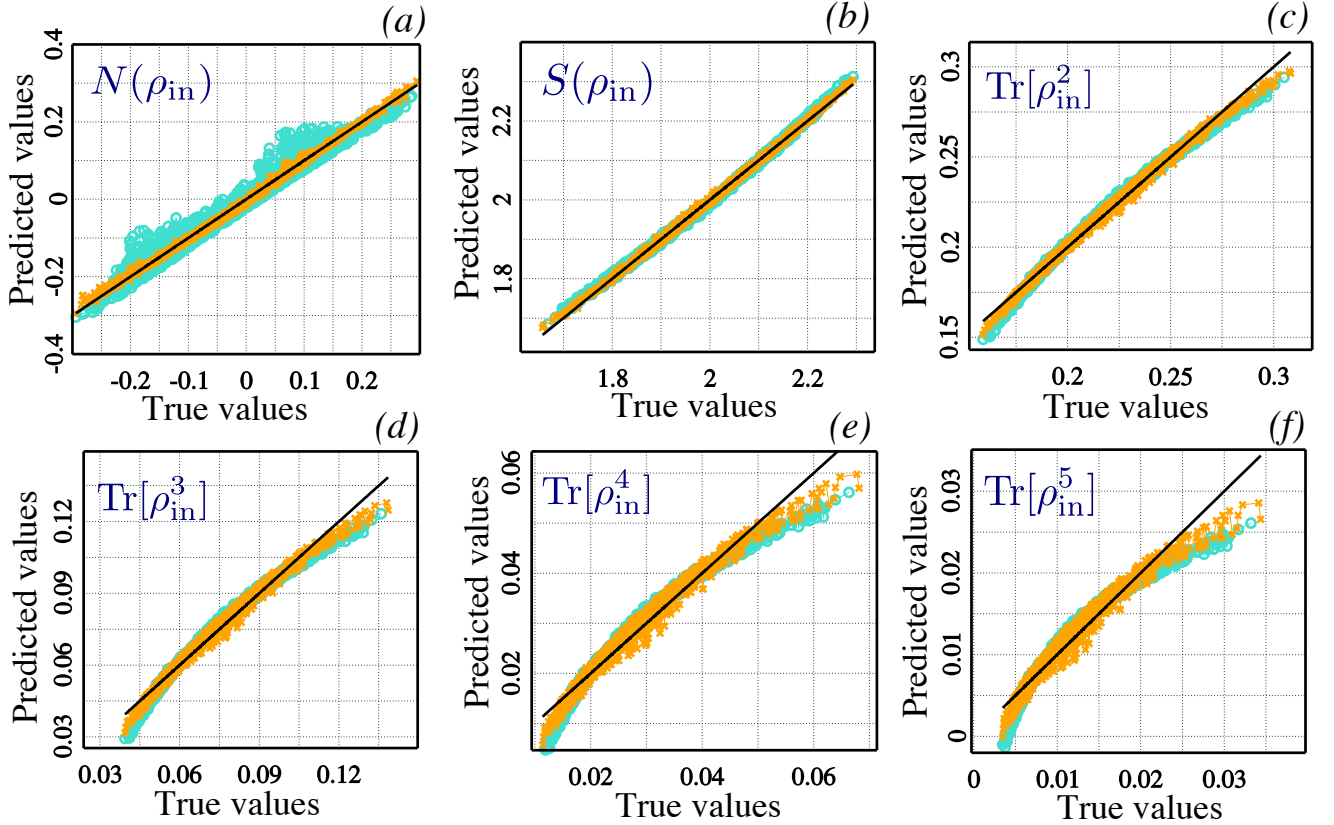 (a)
N(ρin)
Predicted values
0.4
0.2
0
-0.2
-0.4
-0.2 -0.1 0 0.1 0.2
True values
(b)
S(ρin)
Predicted values
2.2
2
1.8
1.8 2 2.2
True values
(c)
Tr[ρ²in]
Predicted values
0.3
0.25
0.2
0.15
0.2 0.25 0.3
True values
(d)
Tr[ρ³in]
Predicted values
0.12
0.09
0.06
0.03
0.03 0.06 0.09 0.12
True values
(e)
Tr[ρ⁴in]
Predicted values
0.06
0.04
0.02
0.02 0.04 0.06
True values
(f)
Tr[ρ⁵in]
Predicted values
0.03
0.02
0.01
0
0 0.01 0.02 0.03
True values